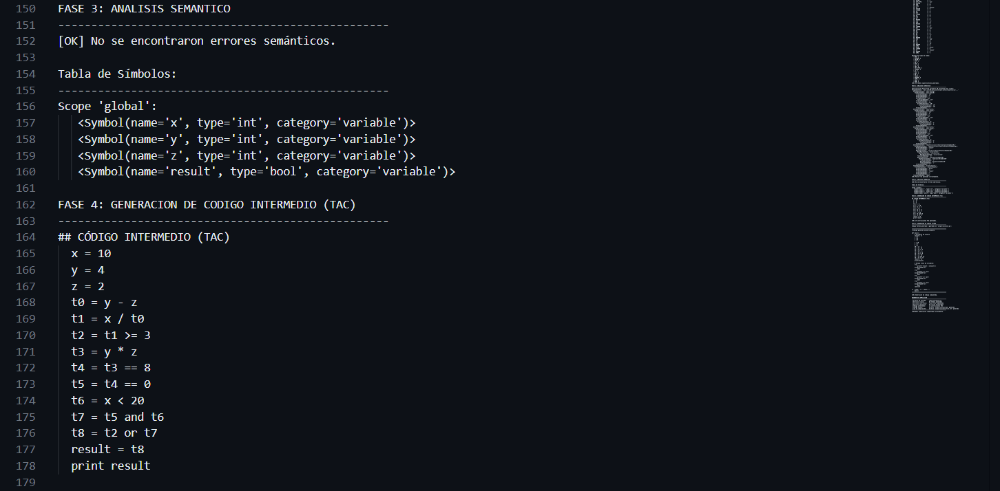 150 FASE 3: ANALISIS SEMANTICO
151 --------------------------------------------------
152 [OK] No se encontraron errores semánticos.
153
154 Tabla de Símbolos:
155 --------------------------------------------------
156 Scope 'global':
157 <Symbol(name='x', type='int', category='variable')>
158 <Symbol(name='y', type='int', category='variable')>
159 <Symbol(name='z', type='int', category='variable')>
160 <Symbol(name='result', type='bool', category='variable')>
161
162 FASE 4: GENERACION DE CODIGO INTERMEDIO (TAC)
163 --------------------------------------------------
164 ## CÓDIGO INTERMEDIO (TAC)
165 x = 10
166 y = 4
167 z = 2
168 t0 = y - z
169 t1 = x / t0
170 t2 = t1 >= 3
171 t3 = y * z
172 t4 = t3 == 8
173 t5 = t4 == 0
174 t6 = x < 20
175 t7 = t5 and t6
176 t8 = t2 or t7
177 result = t8
178 print result
179